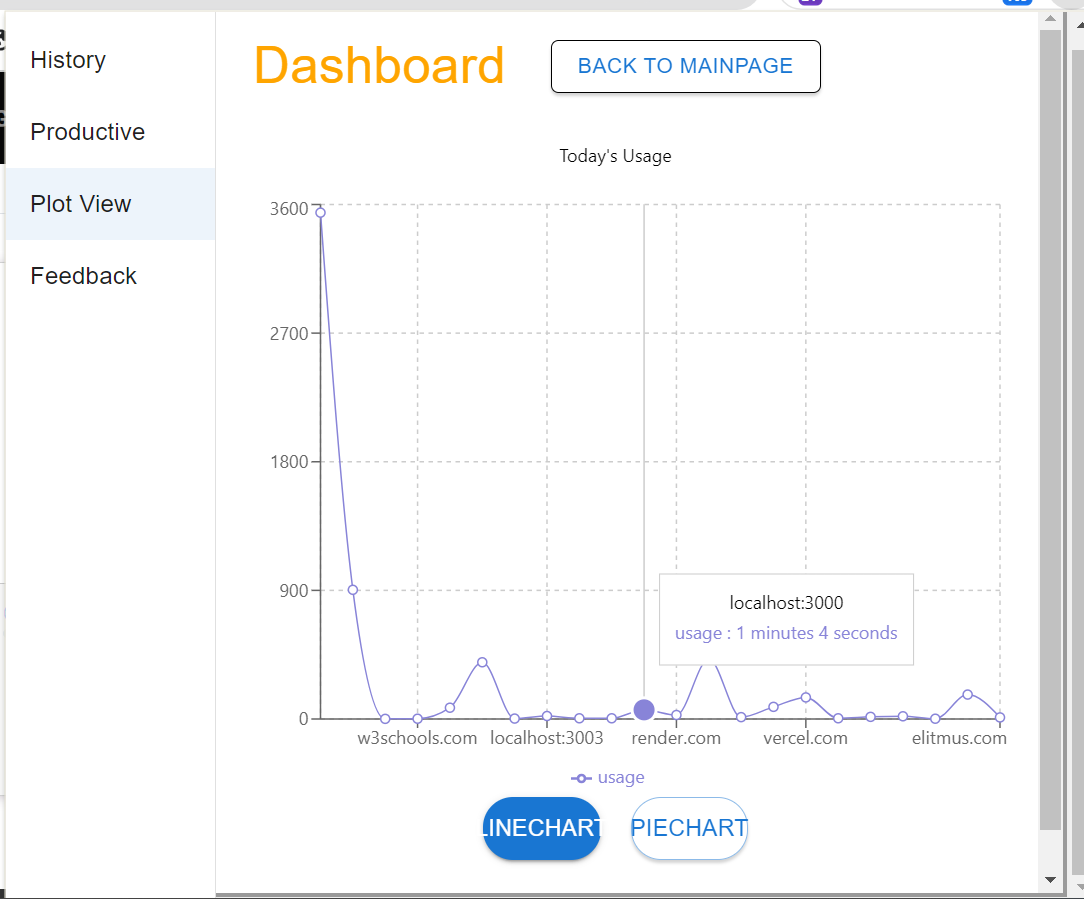 History
Productive
Plot View
Feedback
Dashboard
BACK TO MAINPAGE
Today's Usage
3600
2700
1800
900
0
localhost:3000
usage : 1 minutes 4 seconds
w3schools.com localhost:3003 render.com vercel.com elitmus.com
usage
LINECHART PIECHART